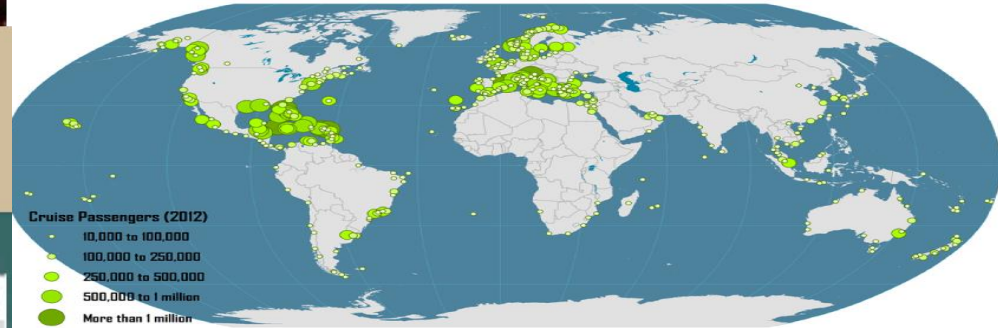 Cruise Passengers (2012)
10,000 to 100,000
100,000 to 250,000
250,000 to 500,000
500,000 to 1 million
More than 1 million